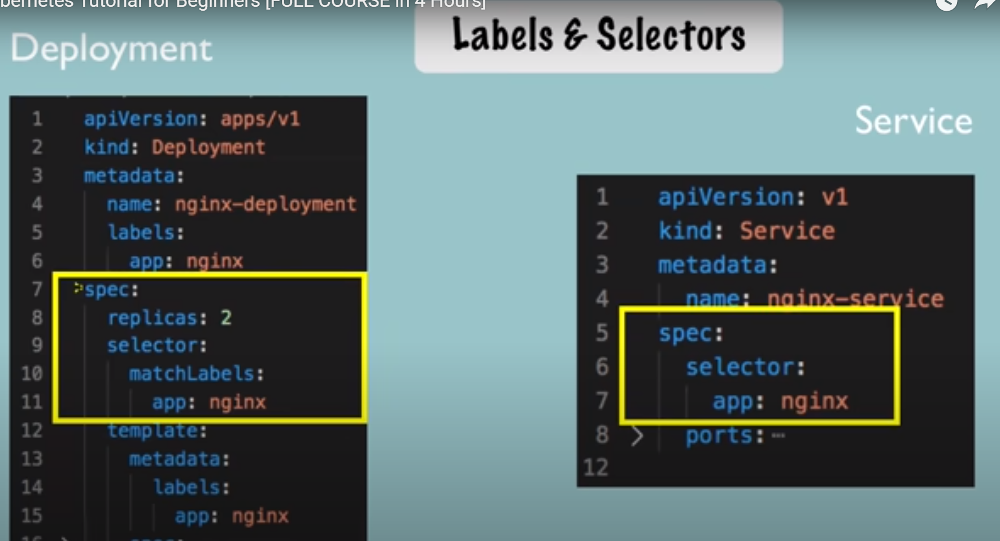 Tutorial for Beginners [FULL COURSE in 4 Hours]
Labels & Selectors
Deployment
1 apiVersion: apps/v1
2 kind: Deployment
3 metadata:
4 name: nginx-deployment
5 labels:
6 app: nginx
7 spec:
8 replicas: 2
9 selector:
10 matchLabels:
11 app: nginx
12 template:
13 metadata:
14 labels:
15 app: nginx
Service
1 apiVersion: v1
2 kind: Service
3 metadata:
4 name: nginx-service
5 spec:
6 selector:
7 app: nginx
8 ports:⋯
12